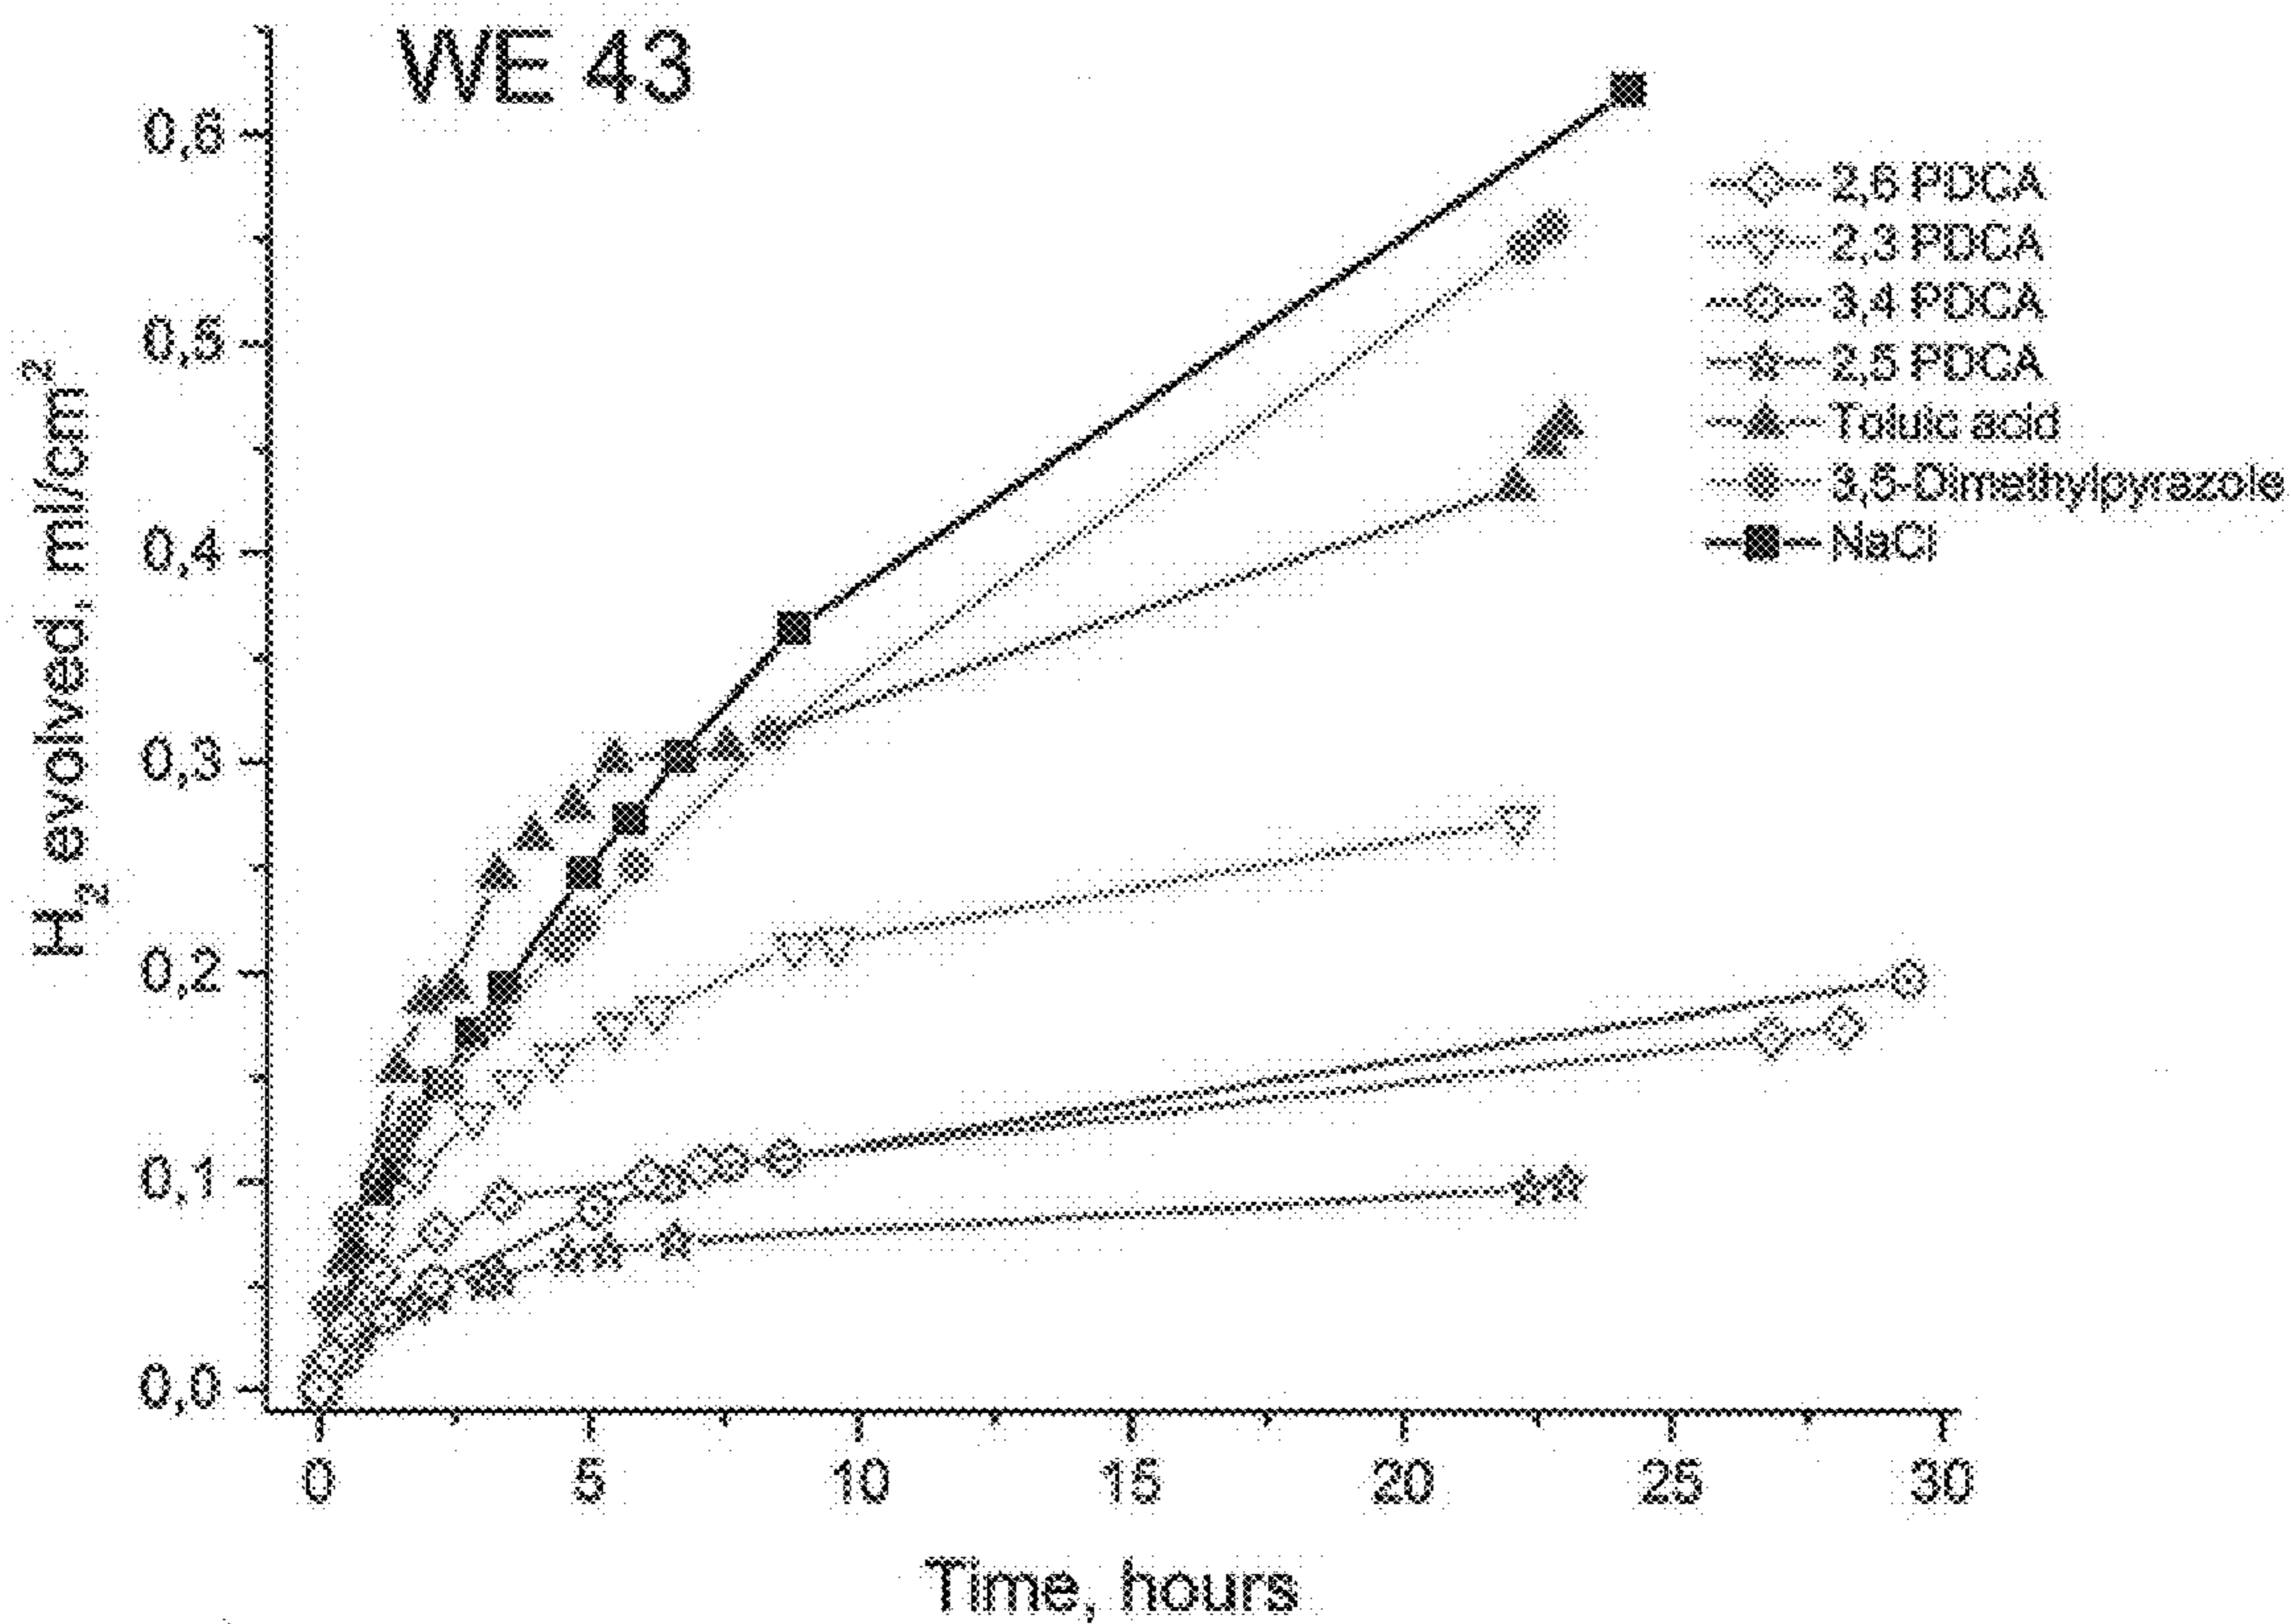 WE 43
0,6
0,5
0,4
0,3
0,2
0,1
0,0
H2 evolved, ml/cm²
2,6 PDCA
2,3 PDCA
3,4 PDCA
2,5 PDCA
Toluic acid
3,5-Dimethylpyrazole
NaCl
0 5 10 15 20 25 30
Time, hours